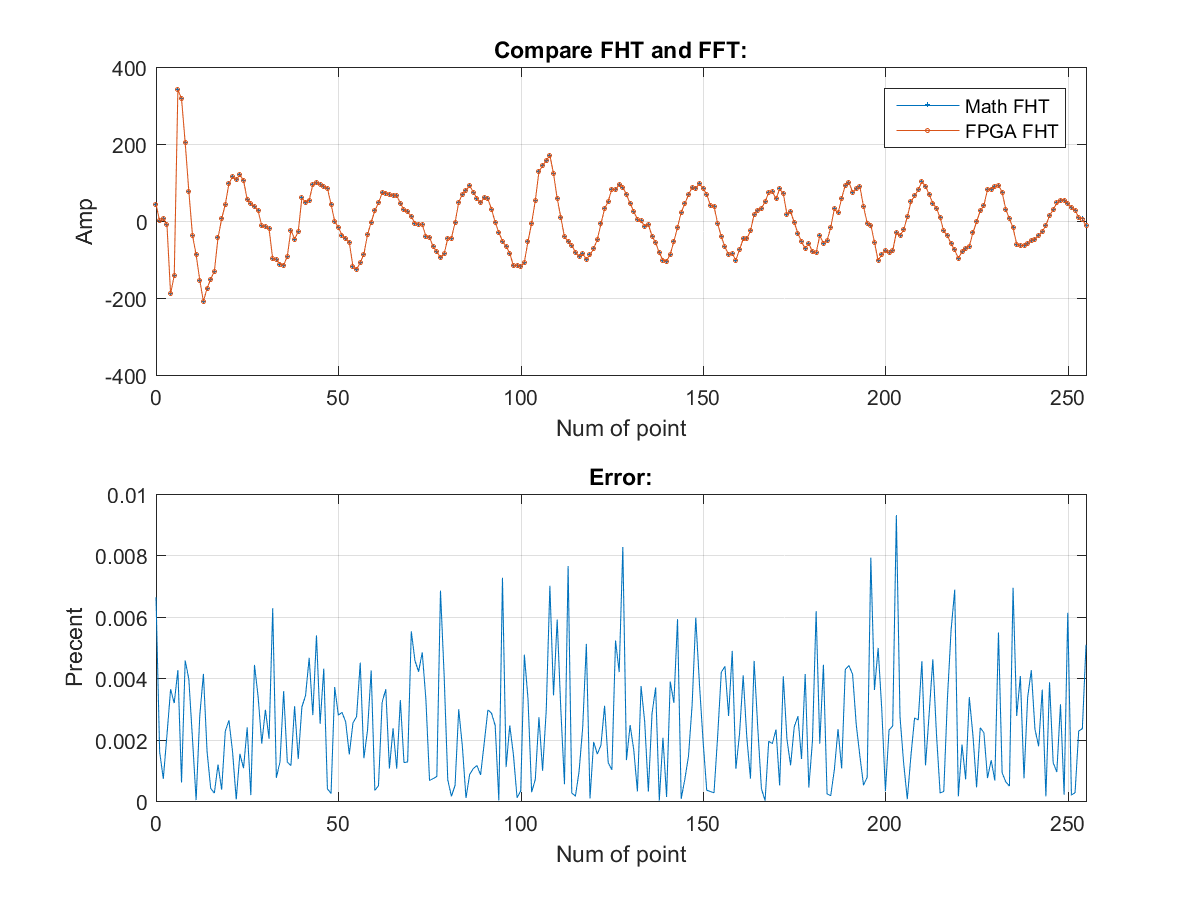 Compare FHT and FFT:
400
200
0
-200
-400
Amp
Math FHT
FPGA FHT
0 50 100 150 200 250
Num of point
Error:
0.01
0.008
0.006
0.004
0.002
0
Precent
0 50 100 150 200 250
Num of point